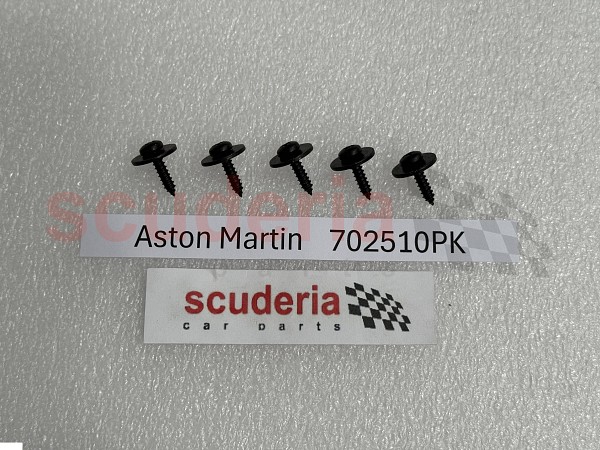 scuderia
Aston Martin 702510PK
scuderia
car parts